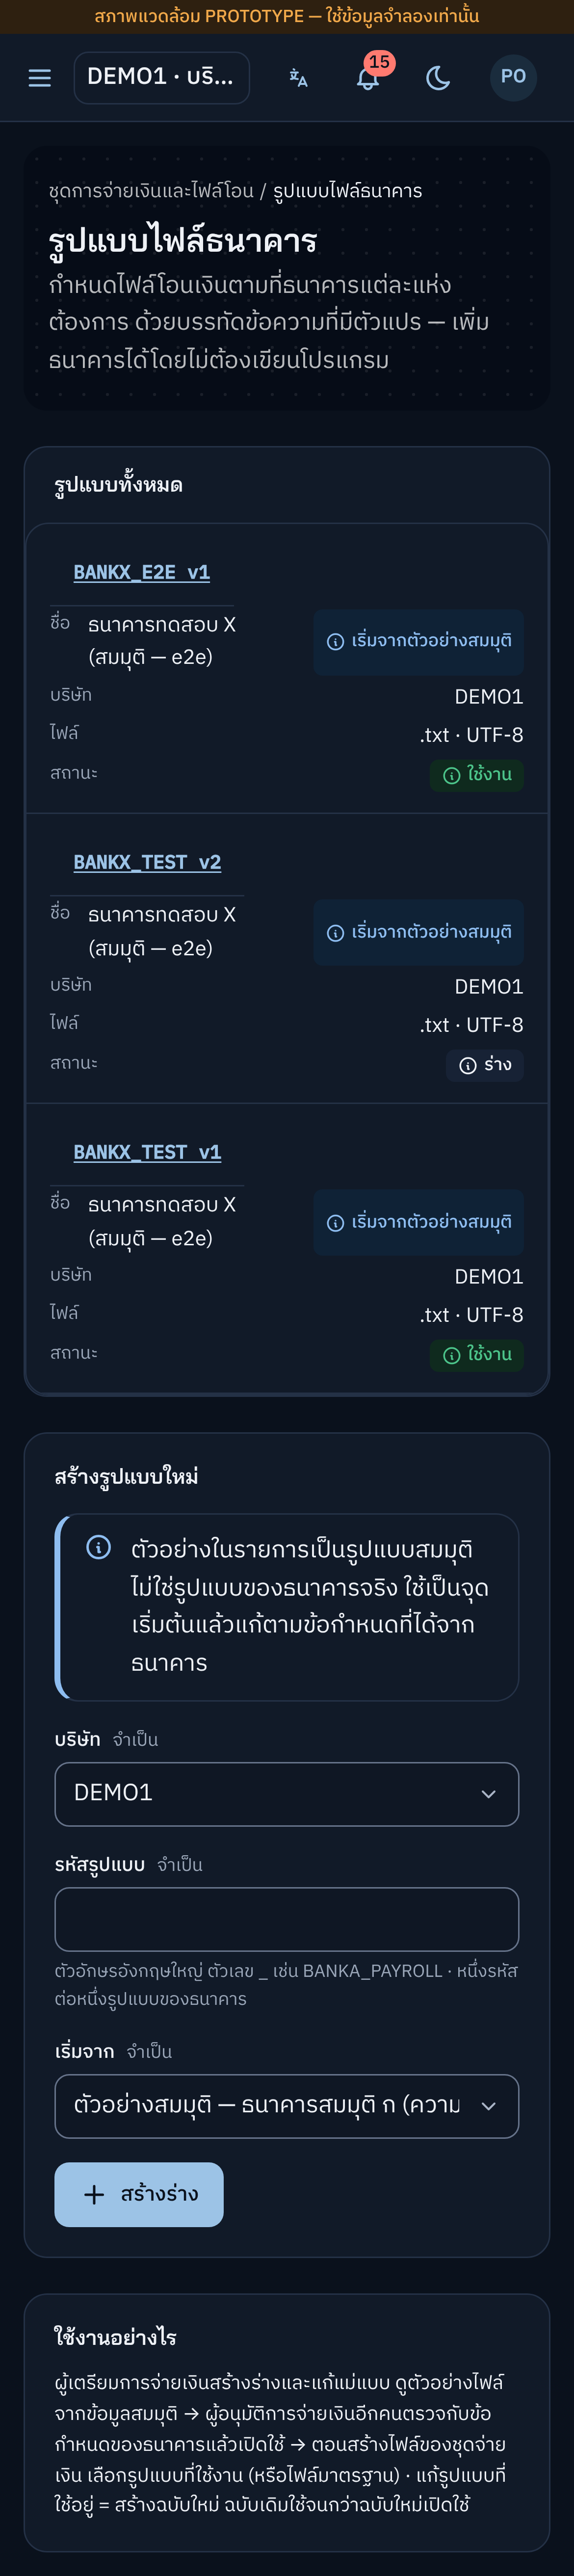 สภาพแวดล้อม PROTOTYPE — ใช้ข้อมูลจำลองเท่านั้น
DEMO1 · บริ...
15
PO
ชุดการจ่ายเงินและไฟล์โอน / รูปแบบไฟล์ธนาคาร
รูปแบบไฟล์ธนาคาร
กำหนดไฟล์โอนเงินตามที่ธนาคารแต่ละแห่ง
ต้องการ ด้วยบรรทัดข้อความที่มีตัวแปร — เพิ่ม
ธนาคารได้โดยไม่ต้องเขียนโปรแกรม
รูปแบบทั้งหมด
BANKX_E2E v1
ชื่อ ธนาคารทดสอบ X
(สมมุติ — e2e)
เริ่มจากตัวอย่างสมมุติ
บริษัท DEMO1
ไฟล์ .txt · UTF-8
สถานะ ใช้งาน
BANKX_TEST v2
ชื่อ ธนาคารทดสอบ X
(สมมุติ — e2e)
เริ่มจากตัวอย่างสมมุติ
บริษัท DEMO1
ไฟล์ .txt · UTF-8
สถานะ ร่าง
BANKX_TEST v1
ชื่อ ธนาคารทดสอบ X
(สมมุติ — e2e)
เริ่มจากตัวอย่างสมมุติ
บริษัท DEMO1
ไฟล์ .txt · UTF-8
สถานะ ใช้งาน
สร้างรูปแบบใหม่
ตัวอย่างในรายการเป็นรูปแบบสมมุติ
ไม่ใช่รูปแบบของธนาคารจริง ใช้เป็นจุด
เริ่มต้นแล้วแก้ตามข้อกำหนดที่ได้จาก
ธนาคาร
บริษัท จำเป็น
DEMO1
รหัสรูปแบบ จำเป็น
ตัวอักษรอังกฤษใหญ่ ตัวเลข _ เช่น BANKA_PAYROLL · หนึ่งรหัส
ต่อหนึ่งรูปแบบของธนาคาร
เริ่มจาก จำเป็น
ตัวอย่างสมมุติ — ธนาคารสมมุติ ก (ความ
สร้างร่าง
ใช้งานอย่างไร
ผู้เตรียมการจ่ายเงินสร้างร่างและแก้แม่แบบ ดูตัวอย่างไฟล์
จากข้อมูลสมมุติ → ผู้อนุมัติการจ่ายเงินอีกคนตรวจกับข้อ
กำหนดของธนาคารแล้วเปิดใช้ → ตอนสร้างไฟล์ของชุดจ่าย
เงิน เลือกรูปแบบที่ใช้งาน (หรือไฟล์มาตรฐาน) · แก้รูปแบบที่
ใช้อยู่ = สร้างฉบับใหม่ ฉบับเดิมใช้จนกว่าฉบับใหม่เปิดใช้